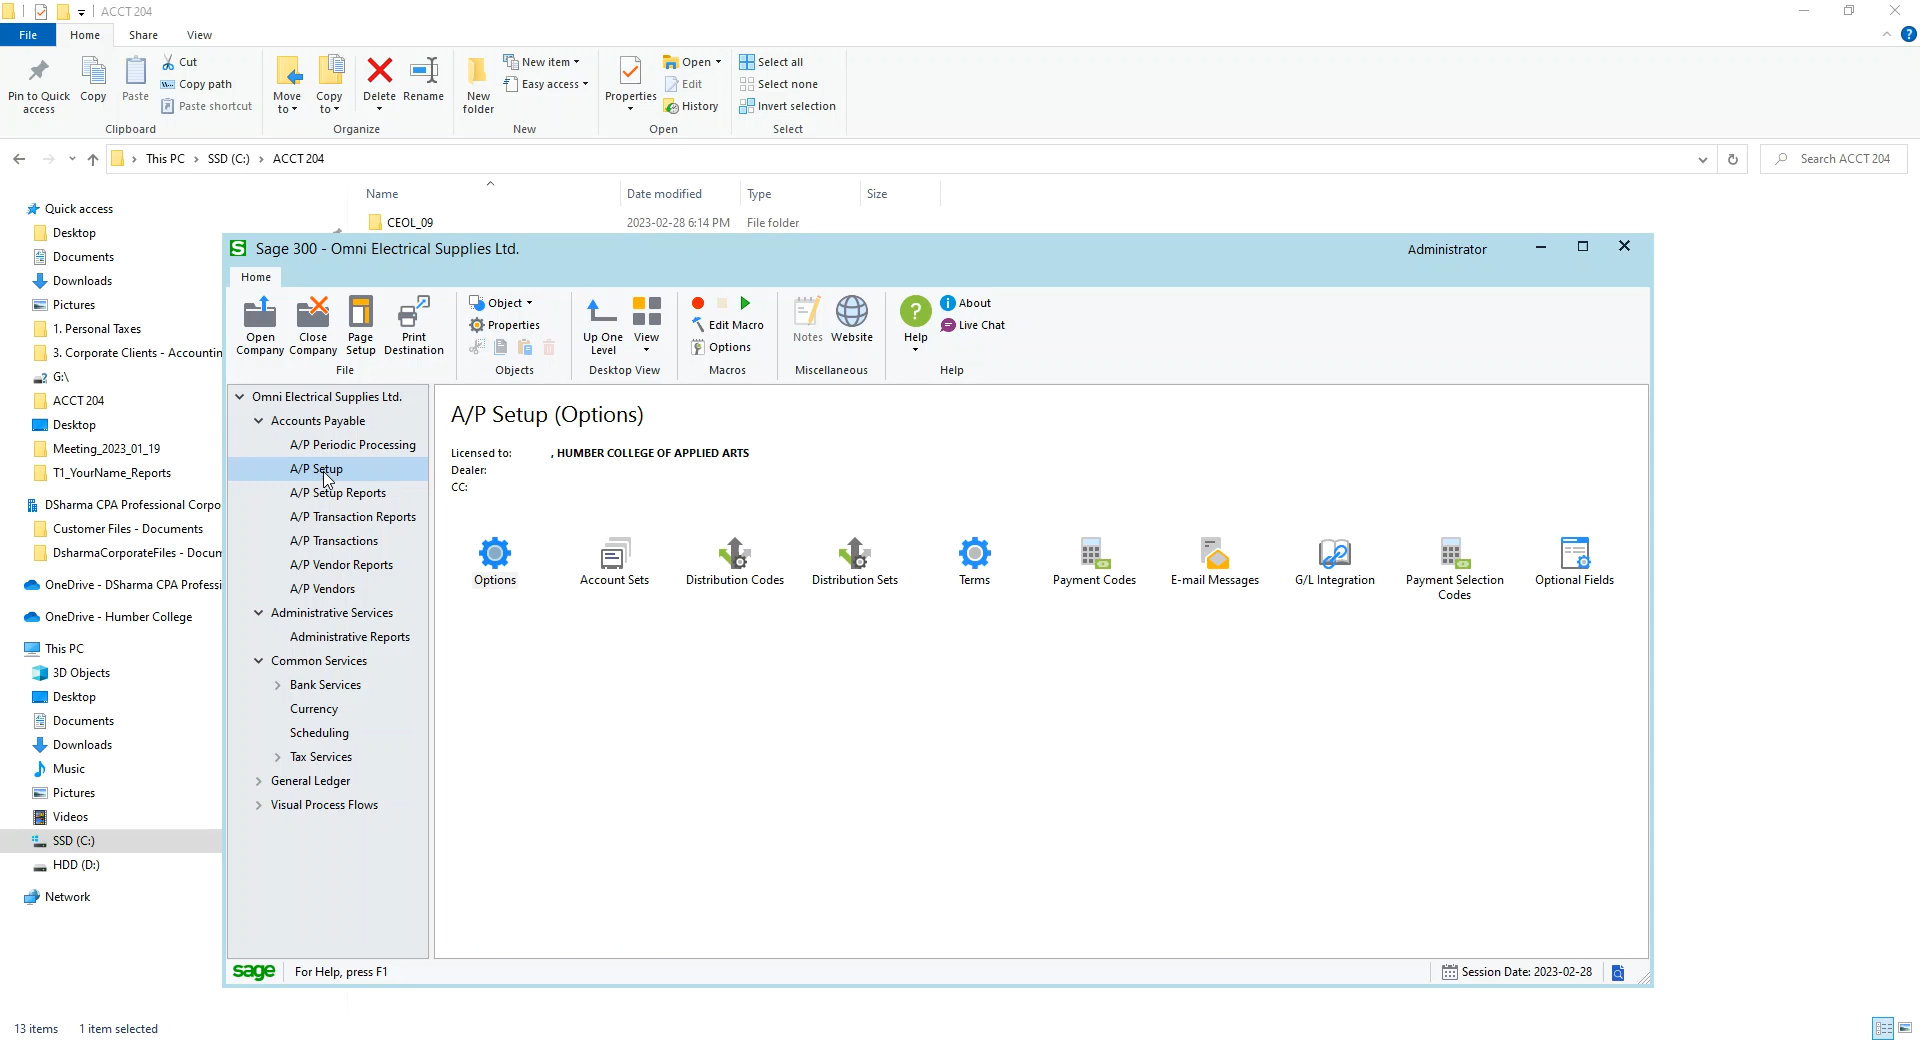 ACCT 204
File
Home
Share
View
Pin to Quick
access
Copy
Paste
Cut
Copy path
Paste shortcut
Clipboard
Move
to
Copy
to
Delete
Rename
Organize
New
folder
New item
Easy access
New
Properties
Open
Edit
History
Open
Select all
Select none
Invert selection
Select
This PC
SSD (C:)
ACCT 204
Search ACCT 204
Name
Date modified
Type
Size
CEOL_09
2023-02-28 6:14 PM
File folder
Quick access
Desktop
Documents
Downloads
Pictures
1. Personal Taxes
3. Corporate Clients - Accountin
G:\
ACCT 204
Desktop
Meeting_2023_01_19
T1_YourName_Reports
DSharma CPA Professional Corpo
Customer Files - Documents
DsharmaCorporateFiles - Docum
OneDrive - DSharma CPA Professi
OneDrive - Humber College
This PC
3D Objects
Desktop
Documents
Downloads
Music
Pictures
Videos
SSD (C:)
HDD (D:)
Network
13 items
1 item selected
Sage 300 - Omni Electrical Supplies Ltd.
Administrator
Home
Open
Company
Close
Company
Page
Setup
Print
Destination
File
Object
Properties
Objects
Up One
Level
View
Desktop View
Edit Macro
Options
Macros
Notes
Website
Miscellaneous
Help
About
Live Chat
Help
Omni Electrical Supplies Ltd.
Accounts Payable
A/P Periodic Processing
A/P Setup
A/P Setup Reports
A/P Transaction Reports
A/P Transactions
A/P Vendor Reports
A/P Vendors
Administrative Services
Administrative Reports
Common Services
Bank Services
Currency
Scheduling
Tax Services
General Ledger
Visual Process Flows
A/P Setup (Options)
Licensed to: , HUMBER COLLEGE OF APPLIED ARTS
Dealer:
CC:
Options
Account Sets
Distribution Codes
Distribution Sets
Terms
Payment Codes
E-mail Messages
G/L Integration
Payment Selection
Codes
Optional Fields
sage
For Help, press F1
Session Date: 2023-02-28